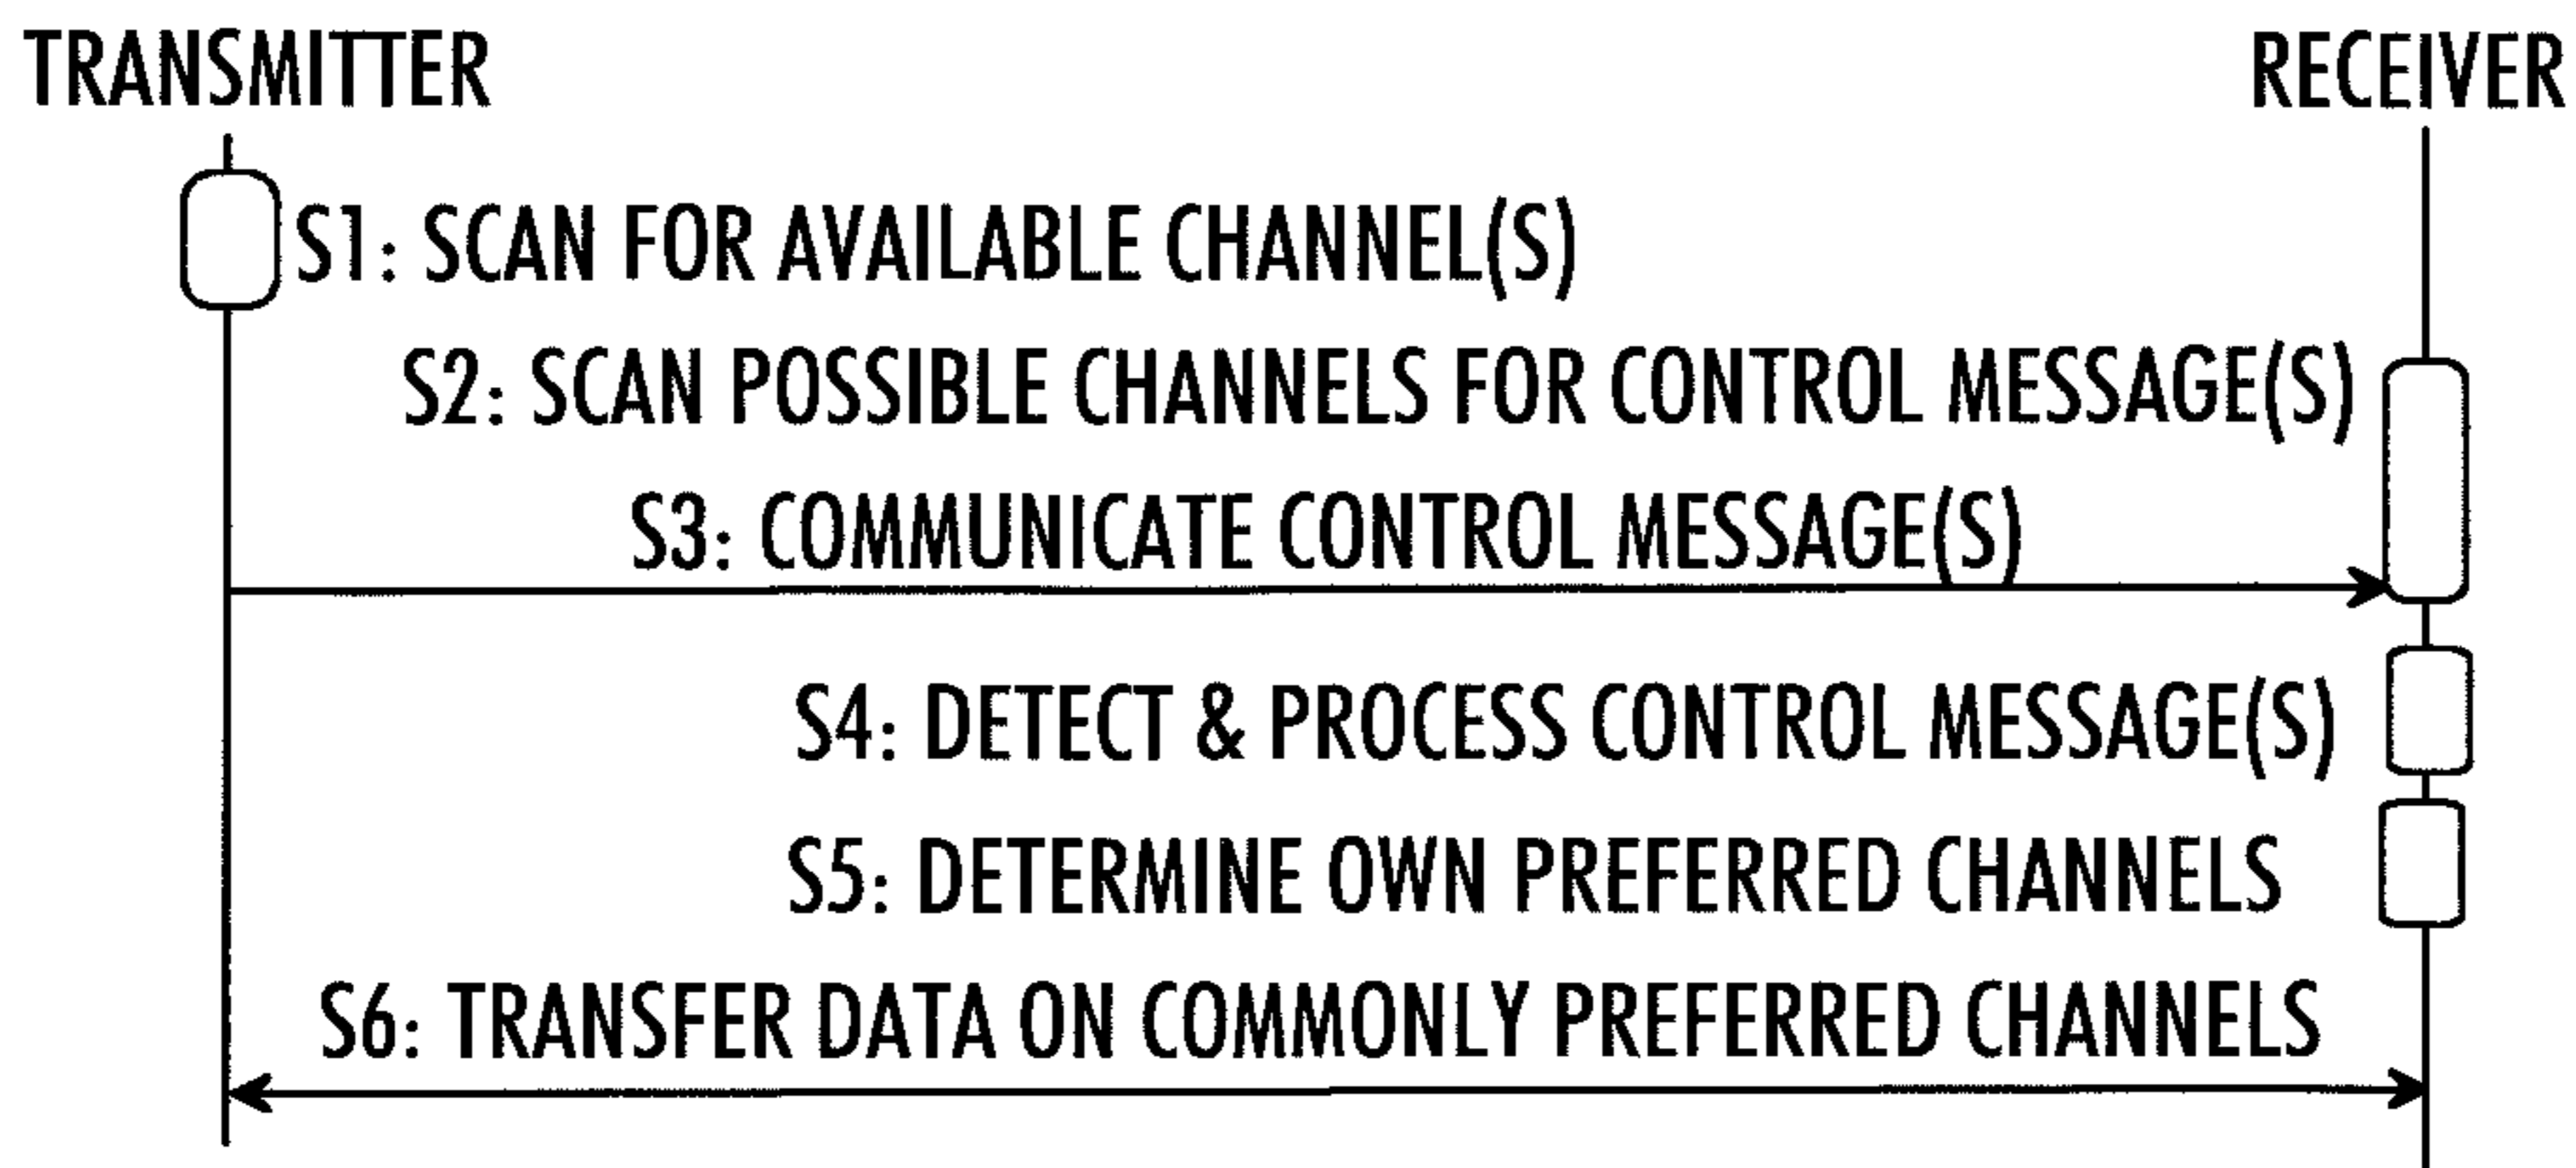 TRANSMITTER
RECEIVER
S1: SCAN FOR AVAILABLE CHANNEL(S)
S2: SCAN POSSIBLE CHANNELS FOR CONTROL MESSAGE(S)
S3: COMMUNICATE CONTROL MESSAGE(S)
S4: DETECT & PROCESS CONTROL MESSAGE(S)
S5: DETERMINE OWN PREFERRED CHANNELS
S6: TRANSFER DATA ON COMMONLY PREFERRED CHANNELS